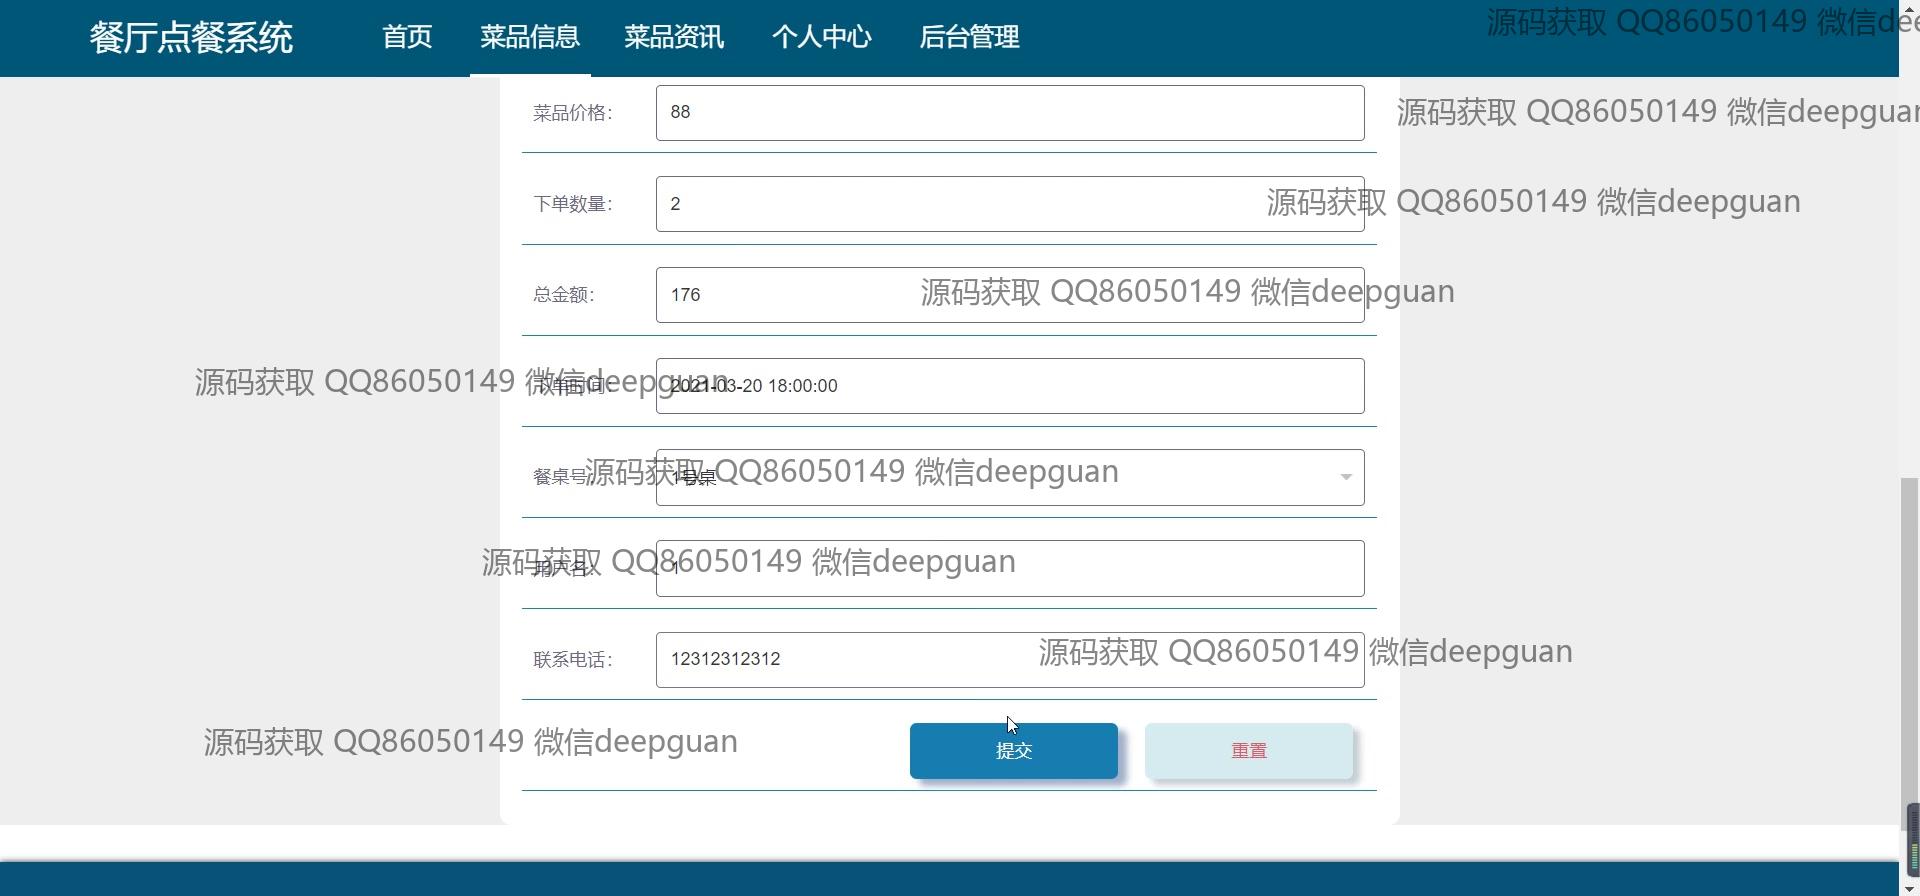 餐厅点餐系统 首页 菜品信息 菜品资讯 个人中心 后台管理
源码获取 QQ86050149 微信dee
菜品价格： 88
源码获取 QQ86050149 微信deepguan
下单数量： 2
源码获取 QQ86050149 微信deepguan
总金额： 176
源码获取 QQ86050149 微信deepguan
下单时间： 2021-03-20 18:00:00
源码获取 QQ86050149 微信deepguan
餐桌号： 1号桌
源码获取 QQ86050149 微信deepguan
用户名： 1
源码获取 QQ86050149 微信deepguan
联系电话： 12312312312
源码获取 QQ86050149 微信deepguan
源码获取 QQ86050149 微信deepguan
提交 重置